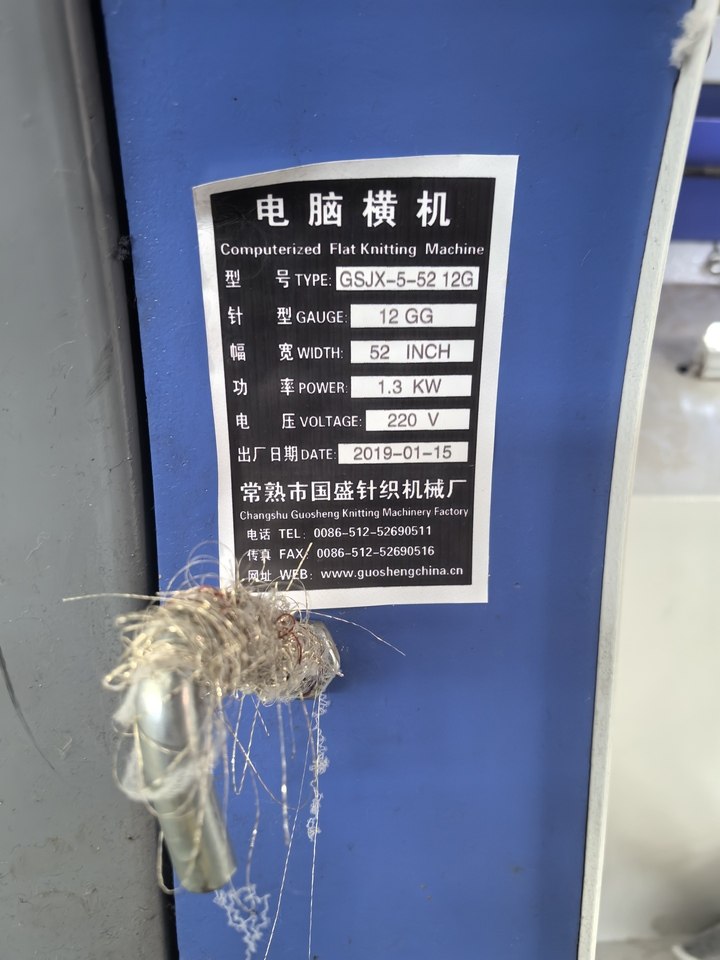 电脑横机
Computerized Flat Knitting Machine
型 号 TYPE: GSJX-5-52 12G
针 型 GAUGE: 12 GG
幅 宽 WIDTH: 52 INCH
功 率 POWER: 1.3 KW
电 压 VOLTAGE: 220 V
出厂日期 DATE: 2019-01-15
常熟市国盛针织机械厂
Changshu Guosheng Knitting Machinery Factory
电话 TEL: 0086-512-52690511
传真 FAX: 0086-512-52690516
网址 WEB: www.guoshengchina.cn